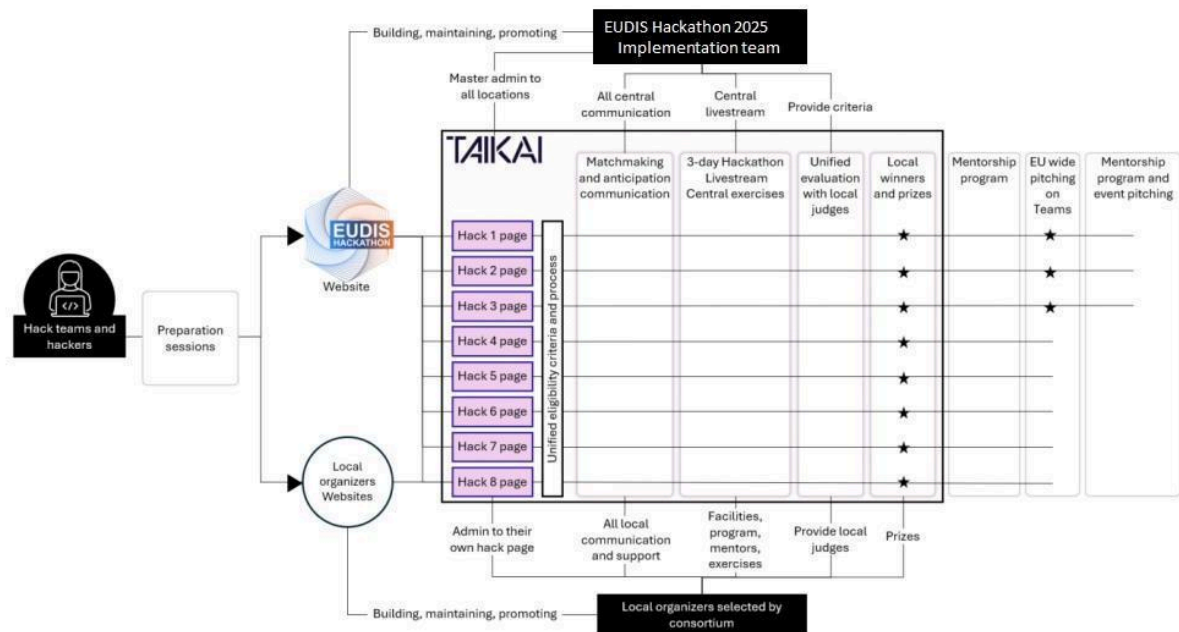 EUDIS Hackathon 2025
Implementation team
Building, maintaining, promoting
Master admin to
all locations
All central
communication
Central
livestream
Provide criteria
TAIKAI
Matchmaking
and anticipation
communication
3-day Hackathon
Livestream
Central exercises
Unified
evaluation
with local
judges
Local
winners
and prizes
Mentorship
program
EU wide
pitching
on
Teams
Mentorship
program and
event pitching
EUDIS
HACKATHON
Website
Hack teams and
hackers
Preparation
sessions
Hack 1 page
Hack 2 page
Hack 3 page
Hack 4 page
Hack 5 page
Hack 6 page
Hack 7 page
Hack 8 page
Unified eligibility criteria and process
Local
organizers
Websites
Admin to their
own hack page
All local
communication
and support
Facilities,
program,
mentors,
exercises
Provide local
judges
Prizes
Building, maintaining, promoting
Local organizers selected by
consortium